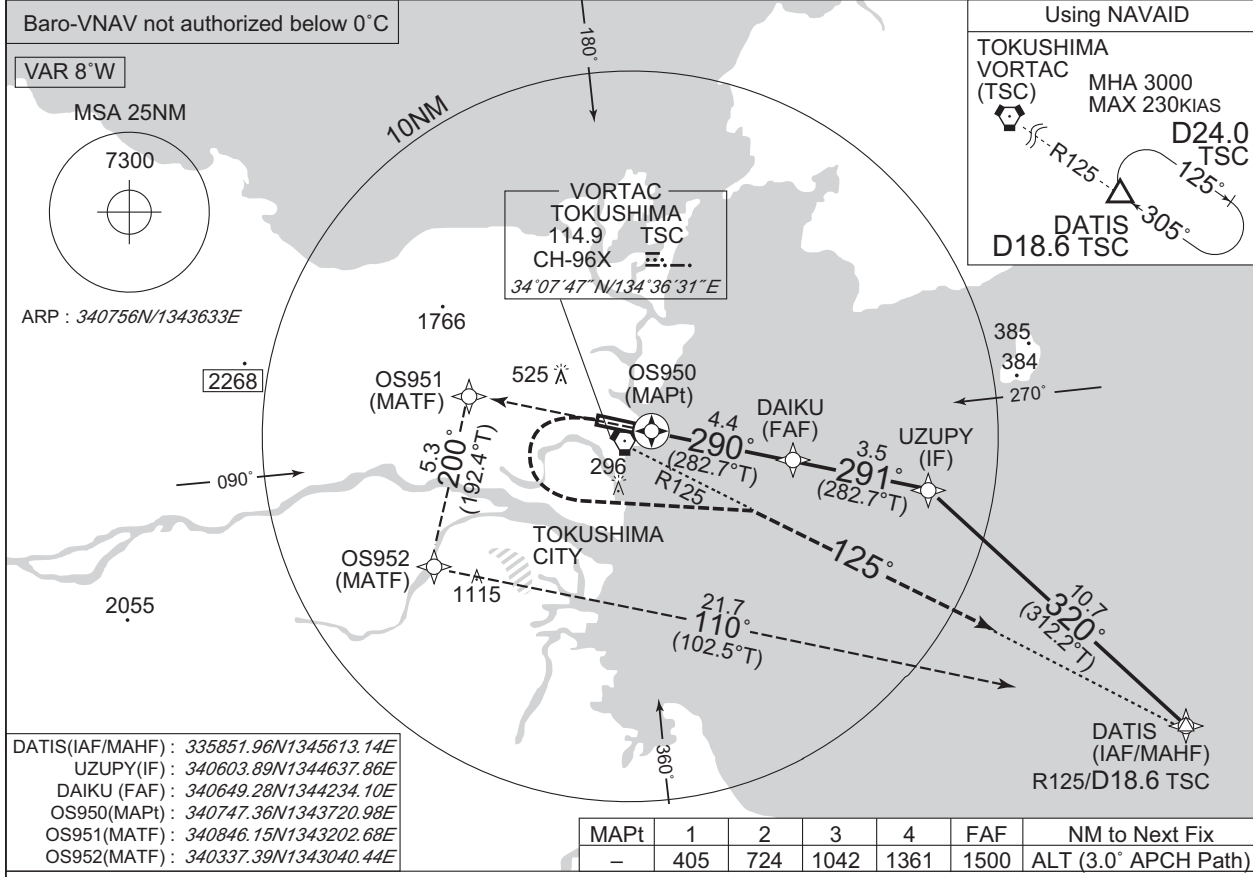 Baro-VNAV not authorized below 0°C
VAR 8°W
MSA 25NM
7300
ARP : 340756N/1343633E
10NM
180°
Using NAVAID
TOKUSHIMA
VORTAC
(TSC)
MHA 3000
MAX 230KIAS
D24.0
TSC
R125
125°
305°
DATIS
D18.6 TSC
VORTAC
TOKUSHIMA
114.9 TSC
CH-96X
34°07´47˝N/134°36´31˝E
1766
2268
385
384
270°
OS951
(MATF)
525
OS950
(MAPt)
DAIKU
(FAF)
UZUPY
(IF)
4.4
290°
(282.7°T)
3.5
291°
(282.7°T)
5.3
200°
(192.4°T)
090°
296
R125
TOKUSHIMA
CITY
125°
OS952
(MATF)
1115
2055
21.7
110°
(102.5°T)
10.7
320°
(312.2°T)
360°
DATIS
(IAF/MAHF)
R125/D18.6 TSC
DATIS(IAF/MAHF) : 335851.96N1345613.14E
UZUPY(IF) : 340603.89N1344637.86E
DAIKU (FAF) : 340649.28N1344234.10E
OS950(MAPt) : 340747.36N1343720.98E
OS951(MATF) : 340846.15N1343202.68E
OS952(MATF) : 340337.39N1343040.44E
MAPt 1 2 3 4 FAF NM to Next Fix
– 405 724 1042 1361 1500 ALT (3.0° APCH Path)